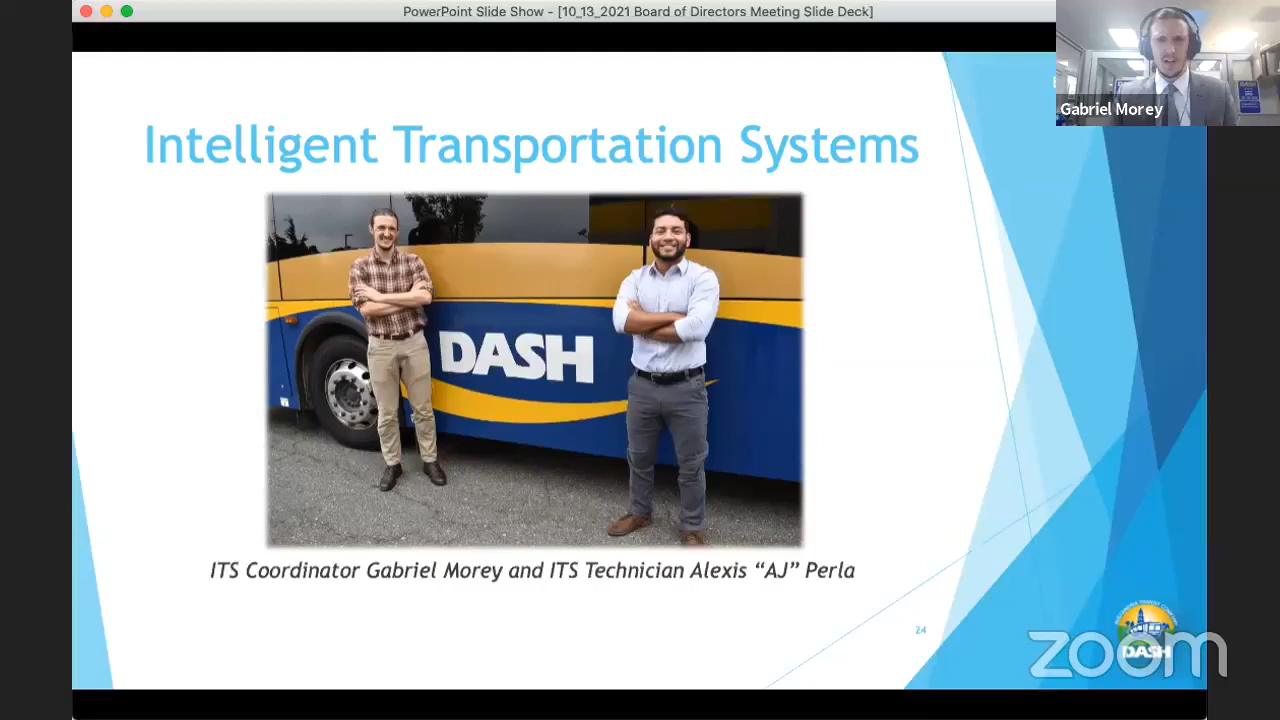 PowerPoint Slide Show - [10_13_2021 Board of Directors Meeting Slide Deck]
Gabriel Morey
Intelligent Transportation Systems
DASH
ITS Coordinator Gabriel Morey and ITS Technician Alexis “AJ” Perla
24
DASH
zoom